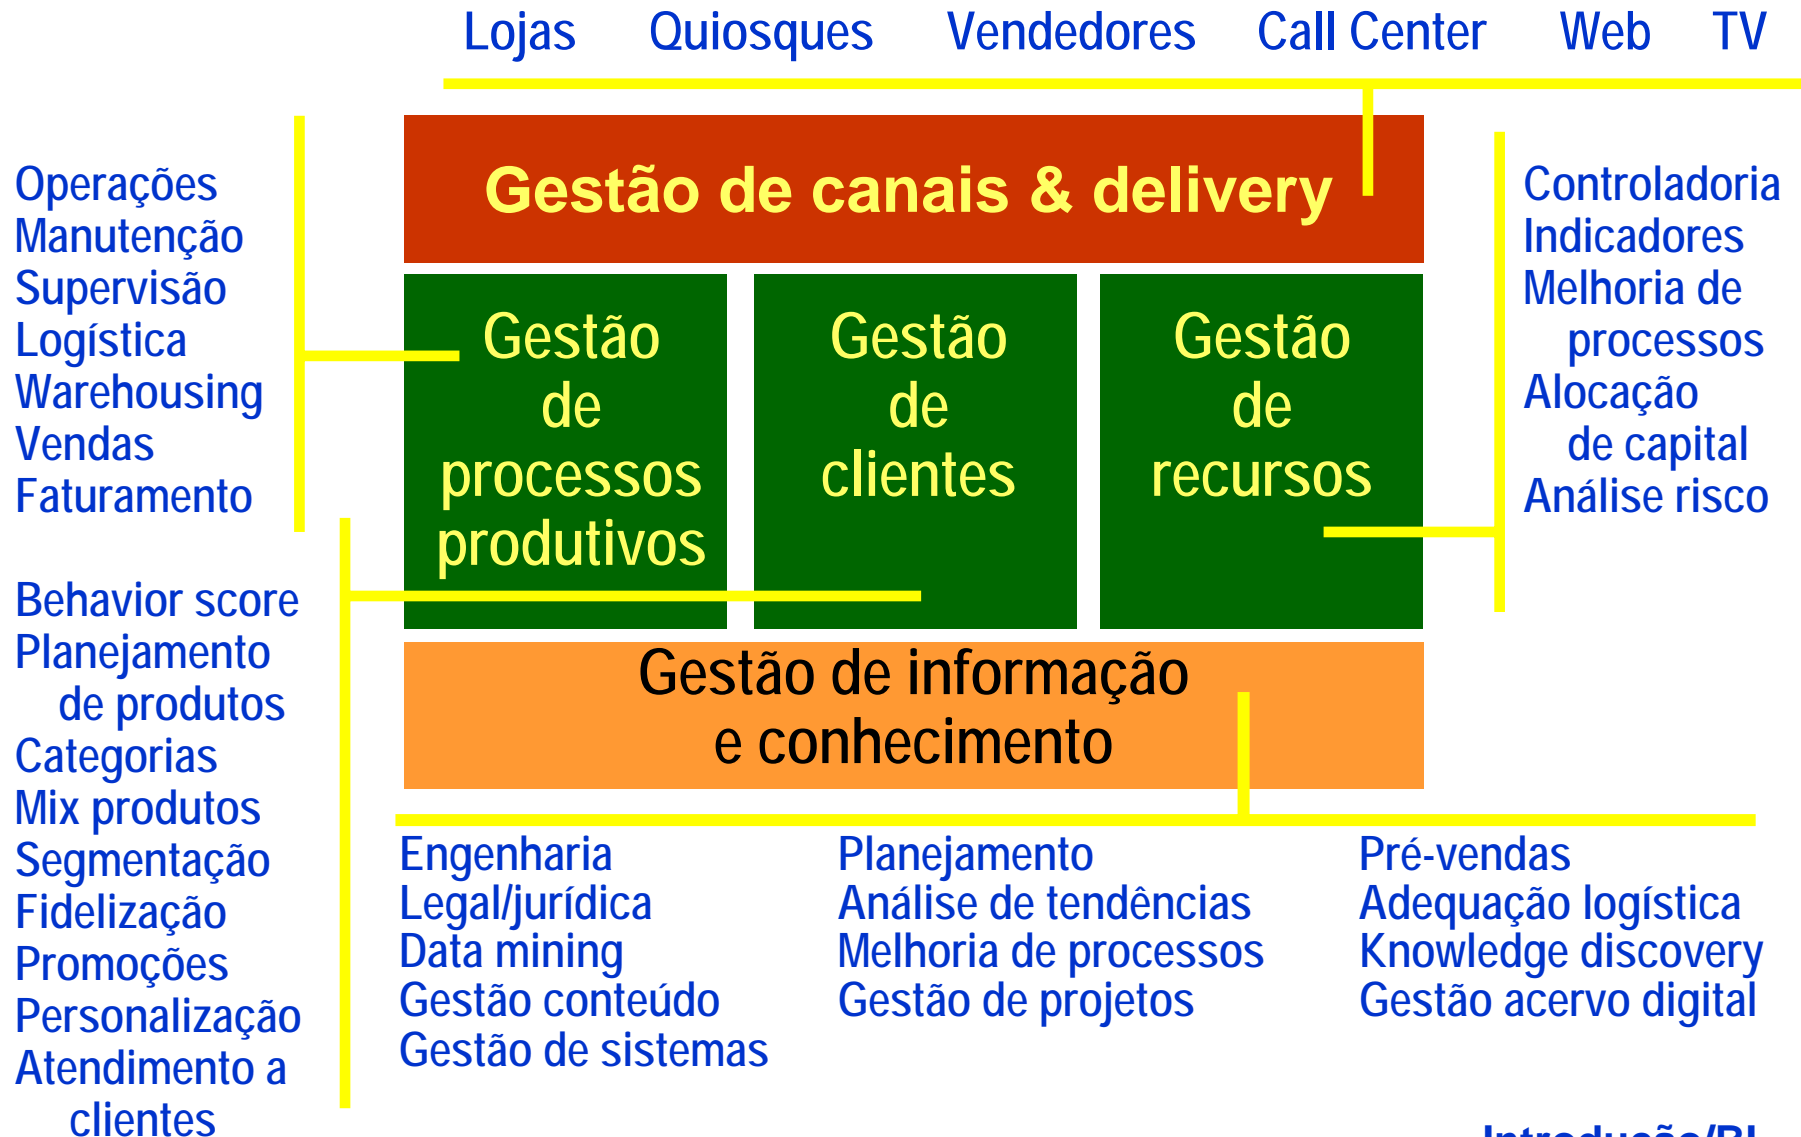 Lojas Quiosques Vendedores Call Center Web TV
Operações
Manutenção
Supervisão
Logística
Warehousing
Vendas
Faturamento
Behavior score
Planejamento
de produtos
Categorias
Mix produtos
Segmentação
Fidelização
Promoções
Personalização
Atendimento a
clientes
Gestão de canais & delivery
Gestão
de
processos
produtivos
Gestão
de
clientes
Gestão
de
recursos
Gestão de informação
e conhecimento
Controladoria
Indicadores
Melhoria de
processos
Alocação
de capital
Análise risco
Engenharia
Legal/jurídica
Data mining
Gestão conteúdo
Gestão de sistemas
Planejamento
Análise de tendências
Melhoria de processos
Gestão de projetos
Pré-vendas
Adequação logística
Knowledge discovery
Gestão acervo digital
Introdução/BI